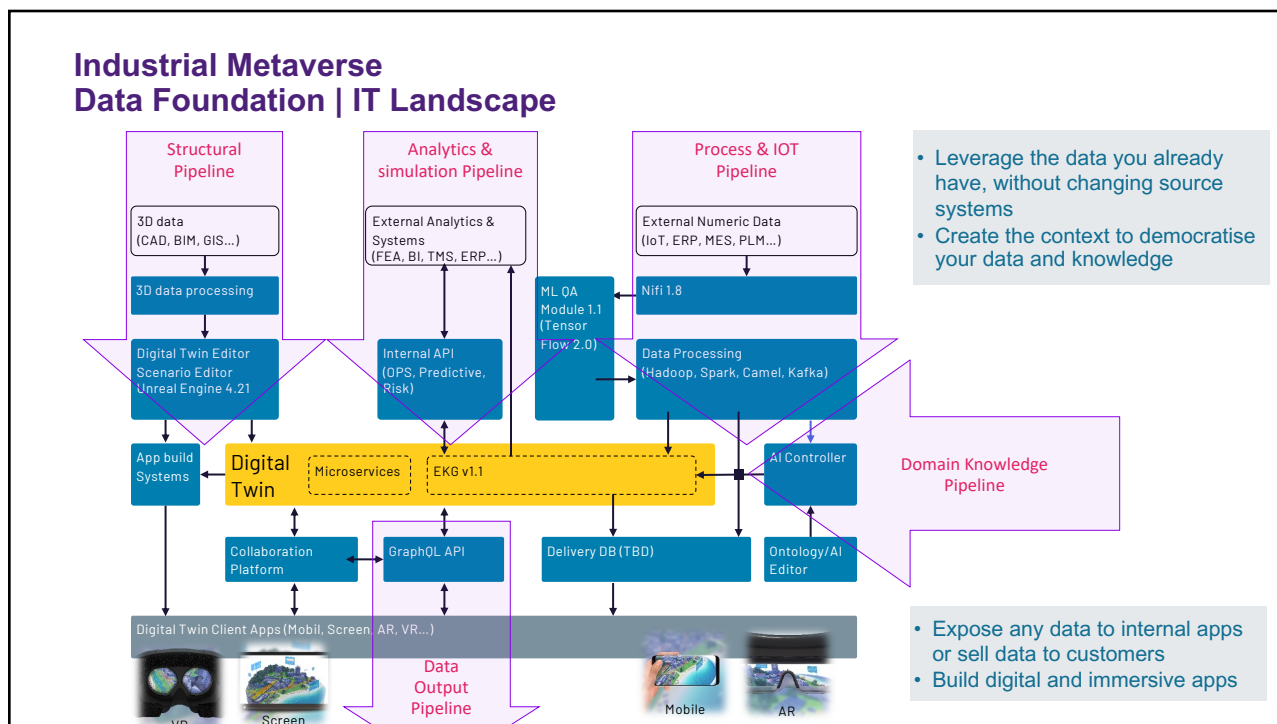 Industrial Metaverse
Data Foundation | IT Landscape
Structural
Pipeline
Analytics &
simulation Pipeline
Process & IOT
Pipeline
3D data
(CAD, BIM, GIS…)
External Analytics &
Systems
(FEA, BI, TMS, ERP…)
External Numeric Data
(IoT, ERP, MES, PLM…)
3D data processing
ML QA
Module 1.1
(Tensor
Flow 2.0)
Nifi 1.8
Digital Twin Editor
Scenario Editor
Unreal Engine 4.21
Internal API
(OPS, Predictive,
Risk)
Data Processing
(Hadoop, Spark, Camel, Kafka)
App build
Systems
Digital
Twin
Microservices
EKG v1.1
AI Controller
Domain Knowledge
Pipeline
Collaboration
Platform
GraphQL API
Delivery DB (TBD)
Ontology/AI
Editor
Digital Twin Client Apps (Mobil, Screen, AR, VR…)
Data
Output
Pipeline
VR
Screen
Mobile
AR
• Leverage the data you already
have, without changing source
systems
• Create the context to democratise
your data and knowledge
• Expose any data to internal apps
or sell data to customers
• Build digital and immersive apps